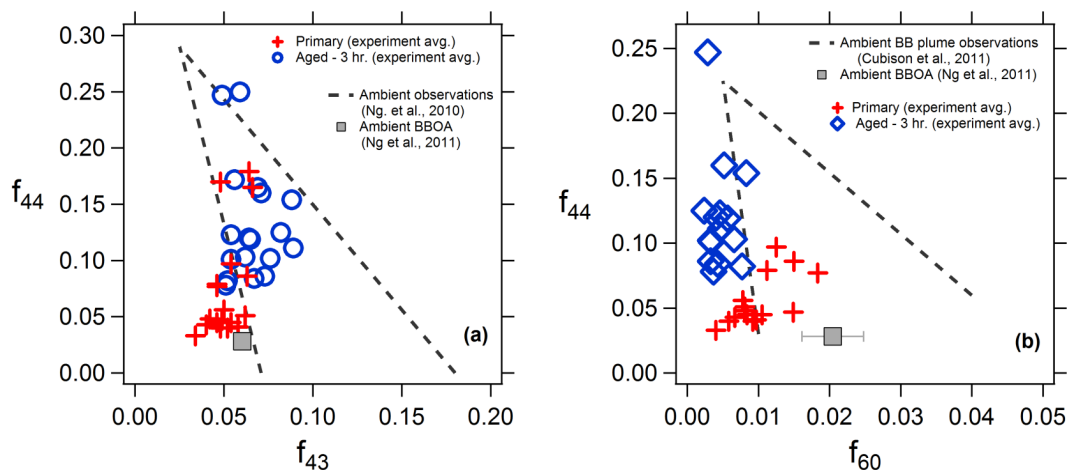 0.30
0.25
0.20
0.15
0.10
0.05
0.00
f44
Primary (experiment avg.)
Aged - 3 hr. (experiment avg.)
Ambient observations
(Ng. et al., 2010)
Ambient BBOA
(Ng et al., 2011)
(a)
0.00 0.05 0.10 0.15 0.20
f43
0.25
0.20
0.15
0.10
0.05
0.00
f44
Ambient BB plume observations
(Cubison et al., 2011)
Ambient BBOA (Ng et al., 2011)
Primary (experiment avg.)
Aged - 3 hr. (experiment avg.)
(b)
0.00 0.01 0.02 0.03 0.04 0.05
f60